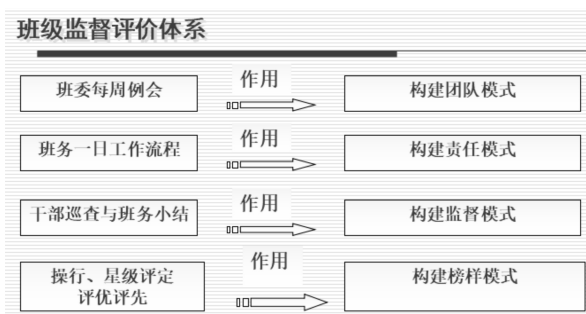 班级监督评价体系
班委每周例会
作用
构建团队模式
班务一日工作流程
作用
构建责任模式
干部巡查与班务小结
作用
构建监督模式
操行、星级评定
评优评先
作用
构建榜样模式